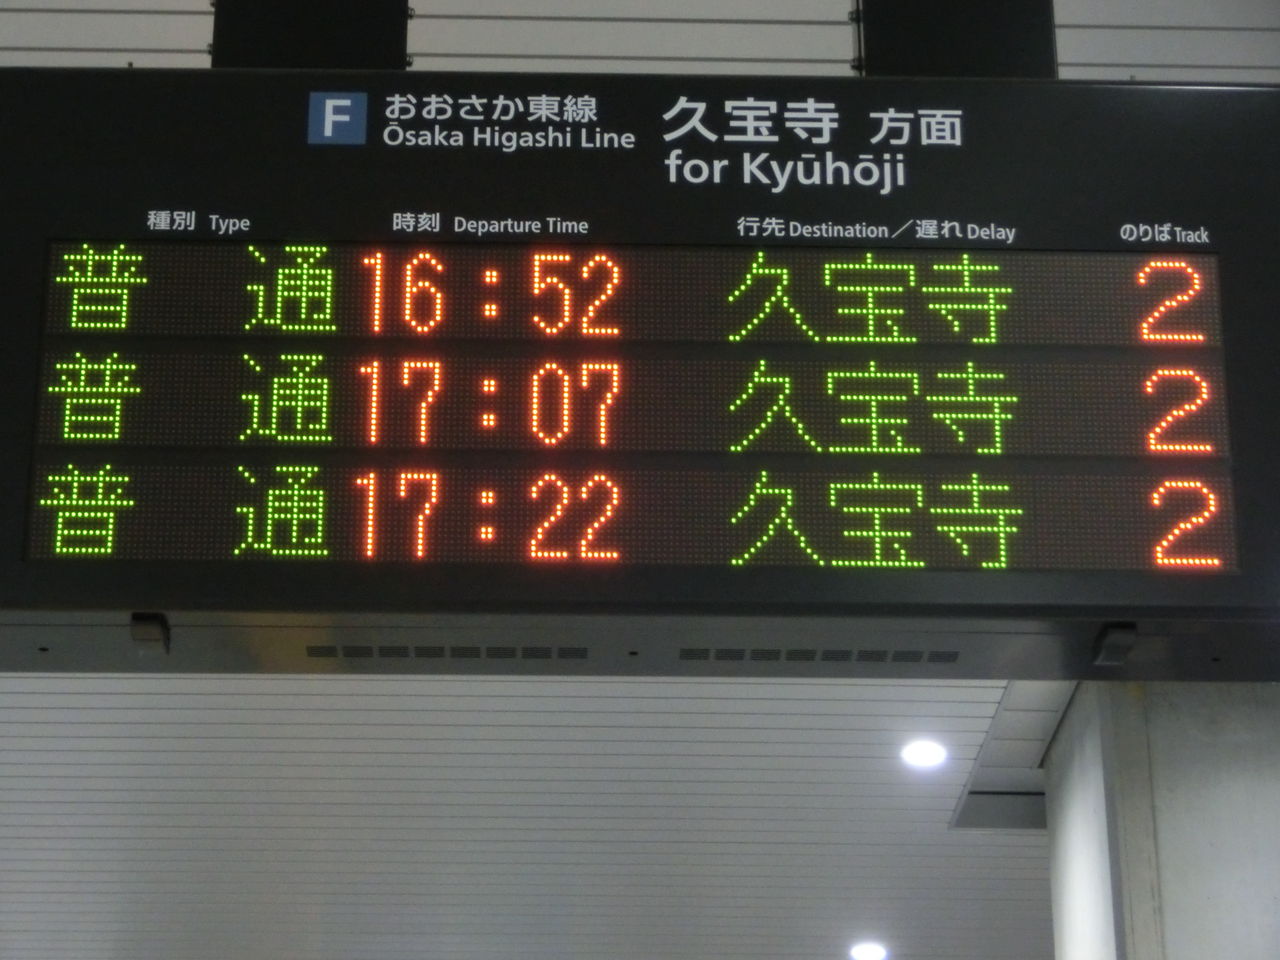 F おおさか東線 久宝寺 方面
Ōsaka Higashi Line for Kyūhōji
種別 Type 時刻 Departure Time 行先 Destination／遅れ Delay のりば Track
普 通 16:52 久宝寺 2
普 通 17:07 久宝寺 2
普 通 17:22 久宝寺 2